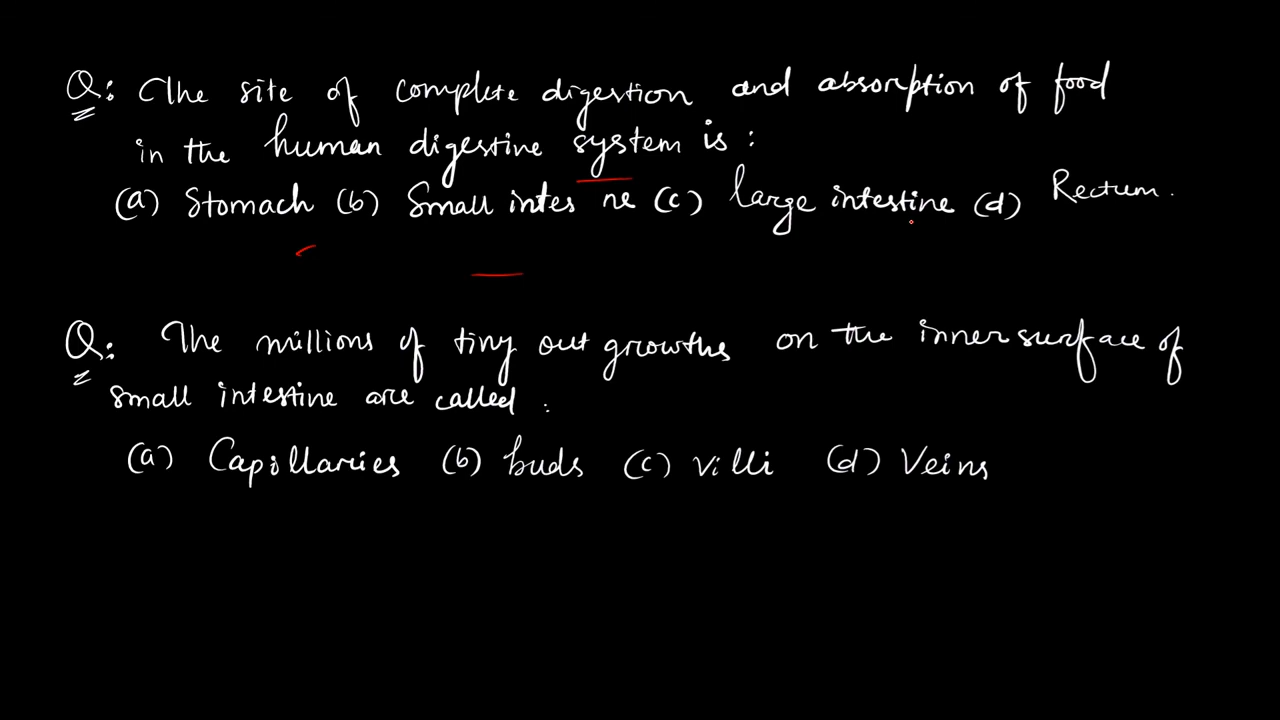 Q: The site of complete digestion and absorption of food
in the human digestive system is :
(a) Stomach (b) Small intes ne (c) large intestine (d) Rectum.
Q: The millions of tiny out growths on the inner surface of
small intestine are called :
(a) Capillaries (b) buds (c) villi (d) Veins